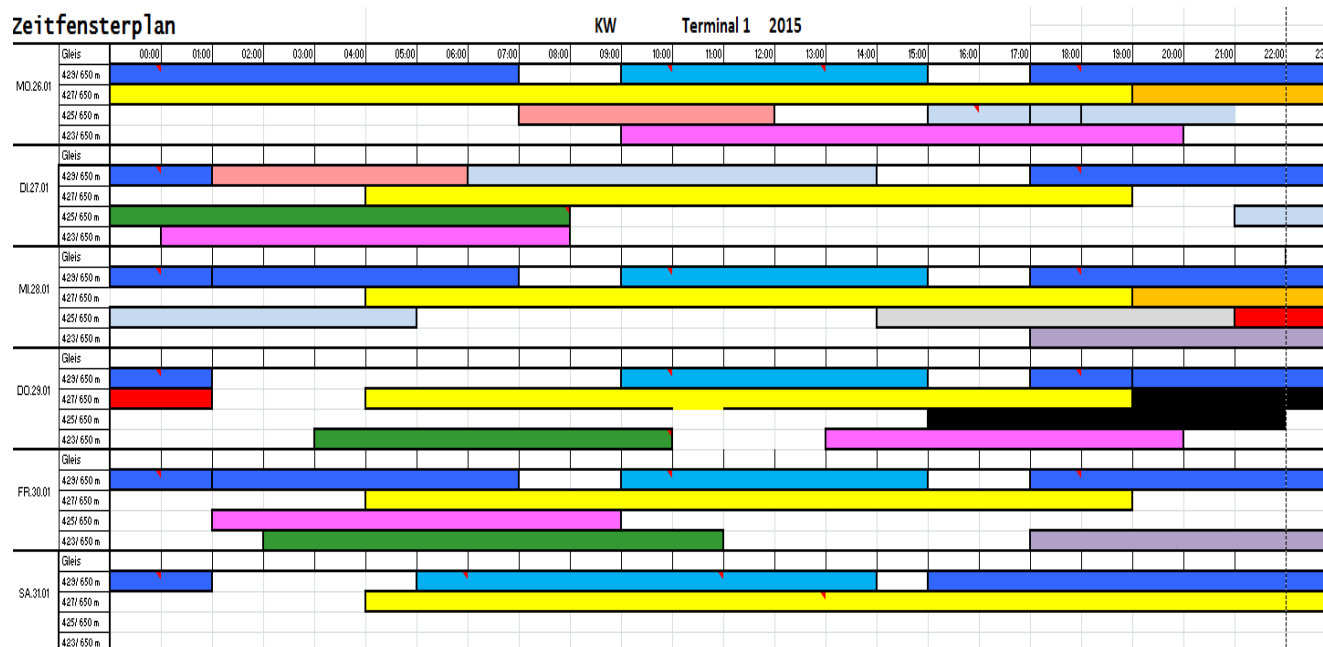 Zeitfensterplan KW Terminal 1 2015
Gleis 00:00 01:00 02:00 03:00 04:00 05:00 06:00 07:00 08:00 09:00 10:00 11:00 12:00 13:00 14:00 15:00 16:00 17:00 18:00 19:00 20:00 21:00 22:00 23
MO.26.01
429/ 650 m
427/ 650 m
425/ 650 m
423/ 650 m
Gleis
DI.27.01
429/ 650 m
427/ 650 m
425/ 650 m
423/ 650 m
Gleis
MI.28.01
429/ 650 m
427/ 650 m
425/ 650 m
423/ 650 m
Gleis
DO.29.01
429/ 650 m
427/ 650 m
425/ 650 m
423/ 650 m
Gleis
FR.30.01
429/ 650 m
427/ 650 m
425/ 650 m
423/ 650 m
Gleis
SA.31.01
429/ 650 m
427/ 650 m
425/ 650 m
423/ 650 m